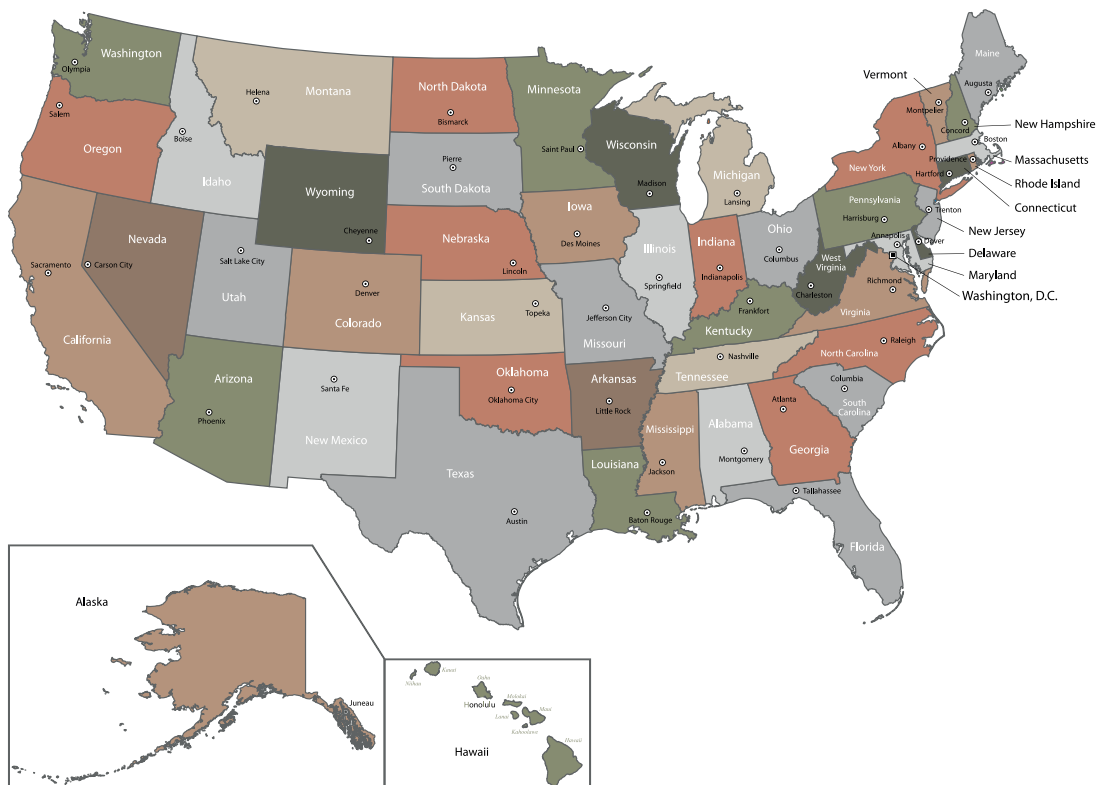 Washington
Olympia
Salem
Oregon
Helena
Montana
Boise
Idaho
Wyoming
Cheyenne
North Dakota
Bismarck
Pierre
South Dakota
Minnesota
Saint Paul
Wisconsin
Madison
Michigan
Lansing
Nebraska
Lincoln
Iowa
Des Moines
Nevada
Carson City
Sacramento
California
Salt Lake City
Utah
Denver
Colorado
Kansas
Topeka
Jefferson City
Missouri
Illinois
Springfield
Indiana
Indianapolis
Ohio
Columbus
Kentucky
Frankfort
West
Virginia
Charleston
Richmond
Virginia
Pennsylvania
Harrisburg
Annapolis
Dover
Trenton
New York
Albany
Vermont
Montpelier
Concord
Maine
Augusta
Boston
Providence
Hartford
New Hampshire
Massachusetts
Rhode Island
Connecticut
New Jersey
Delaware
Maryland
Washington, D.C.
Arizona
Phoenix
Santa Fe
New Mexico
Oklahoma
Oklahoma City
Texas
Austin
Arkansas
Little Rock
Louisiana
Baton Rouge
Nashville
Tennessee
Mississippi
Jackson
Alabama
Montgomery
Atlanta
Georgia
Raleigh
North Carolina
Columbia
South
Carolina
Tallahassee
Florida
Alaska
Juneau
Niihau
Kauai
Oahu
Honolulu
Molokai
Lanai
Maui
Kahoolawe
Hawaii
Hawaii